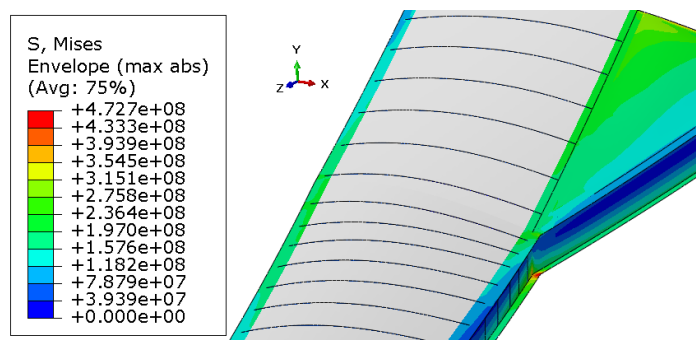 S, Mises
Envelope (max abs)
(Avg: 75%)
+4.727e+08
+4.333e+08
+3.939e+08
+3.545e+08
+3.151e+08
+2.758e+08
+2.364e+08
+1.970e+08
+1.576e+08
+1.182e+08
+7.879e+07
+3.939e+07
+0.000e+00
Y
Z
X